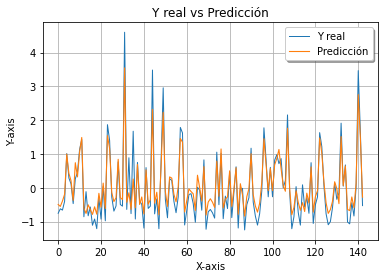 Y real vs Predicción
Y real
Predicción
4
3
2
1
0
−1
Y-axis
0 20 40 60 80 100 120 140
X-axis